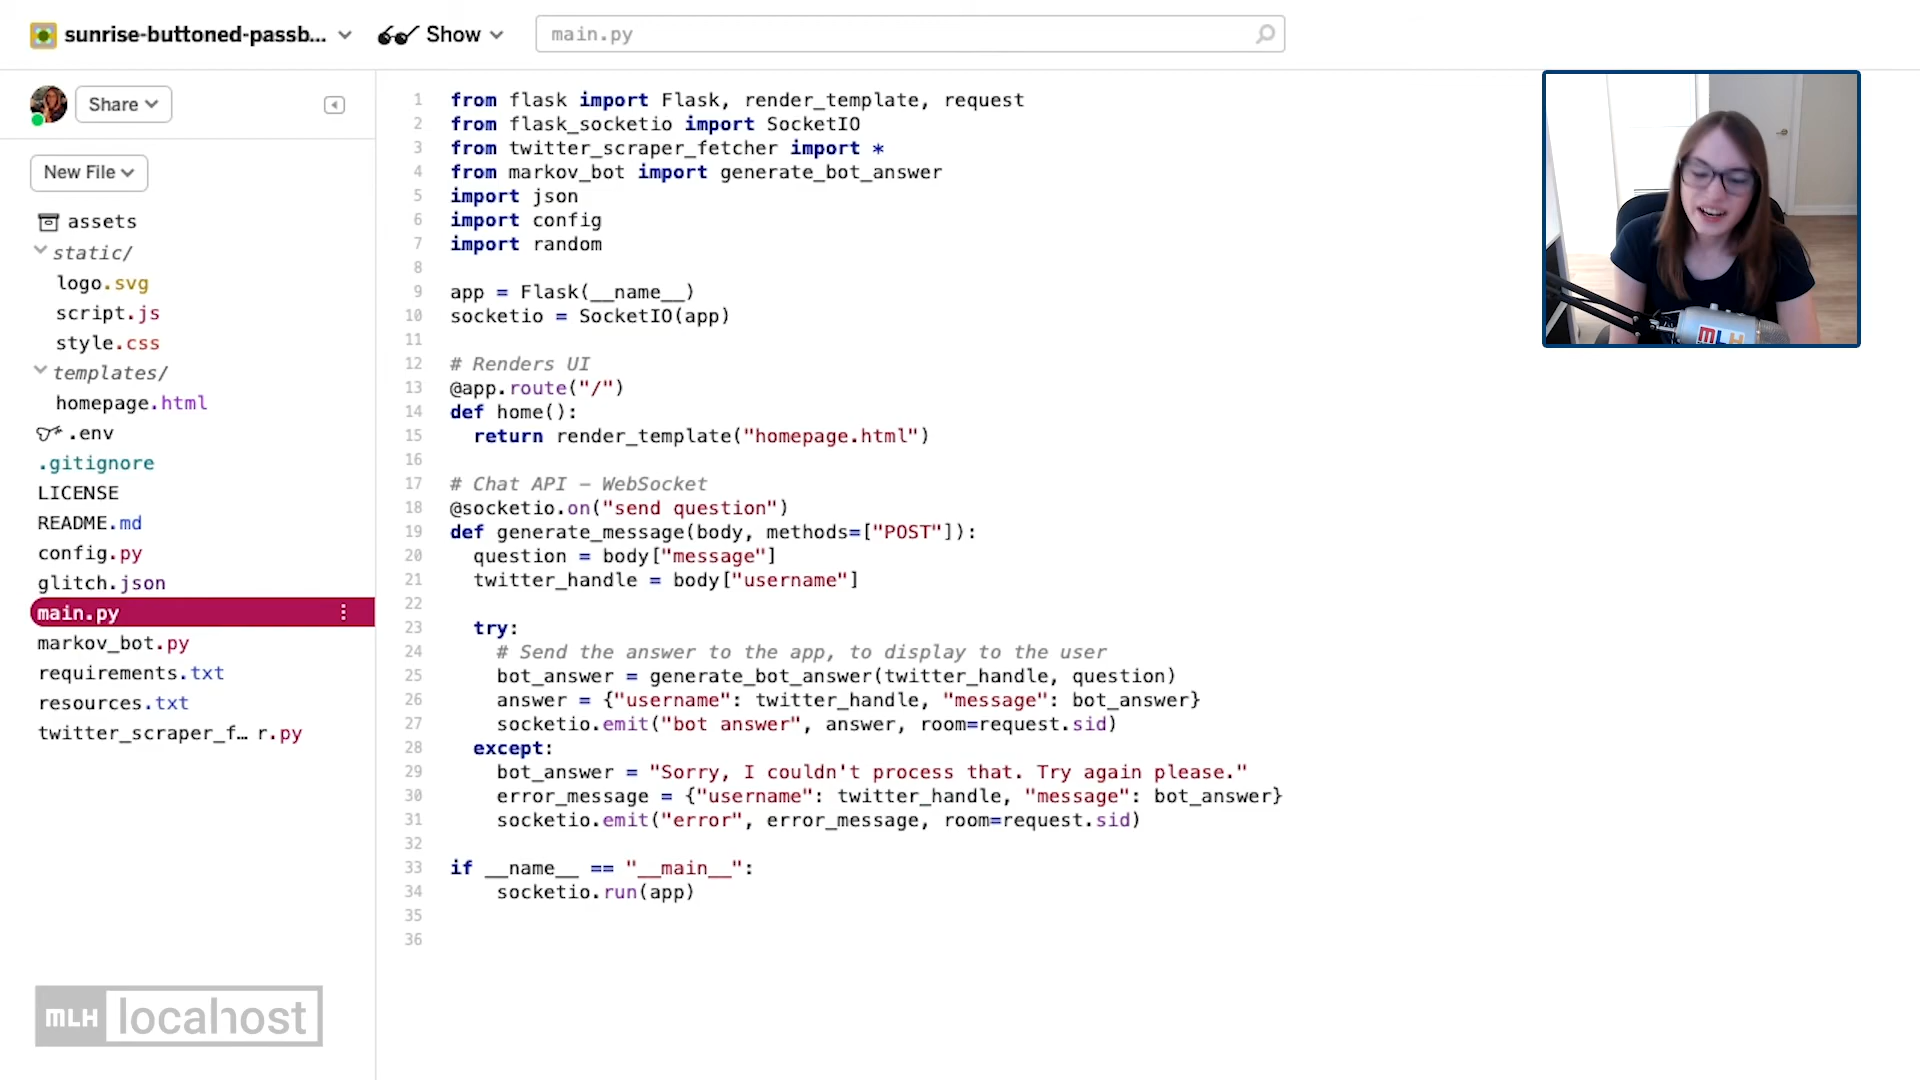 sunrise-buttoned-passb...
Show
main.py
Share
New File
assets
static/
logo.svg
script.js
style.css
templates/
homepage.html
.env
.gitignore
LICENSE
README.md
config.py
glitch.json
main.py
markov_bot.py
requirements.txt
resources.txt
twitter_scraper_f… r.py
MLH localhost
1 from flask import Flask, render_template, request
2 from flask_socketio import SocketIO
3 from twitter_scraper_fetcher import *
4 from markov_bot import generate_bot_answer
5 import json
6 import config
7 import random
8
9 app = Flask(__name__)
10 socketio = SocketIO(app)
11
12 # Renders UI
13 @app.route("/")
14 def home():
15   return render_template("homepage.html")
16
17 # Chat API – WebSocket
18 @socketio.on("send question")
19 def generate_message(body, methods=["POST"]):
20   question = body["message"]
21   twitter_handle = body["username"]
22
23   try:
24     # Send the answer to the app, to display to the user
25     bot_answer = generate_bot_answer(twitter_handle, question)
26     answer = {"username": twitter_handle, "message": bot_answer}
27     socketio.emit("bot answer", answer, room=request.sid)
28   except:
29     bot_answer = "Sorry, I couldn't process that. Try again please."
30     error_message = {"username": twitter_handle, "message": bot_answer}
31     socketio.emit("error", error_message, room=request.sid)
32
33 if __name__ == "__main__":
34     socketio.run(app)
35
36
MLH